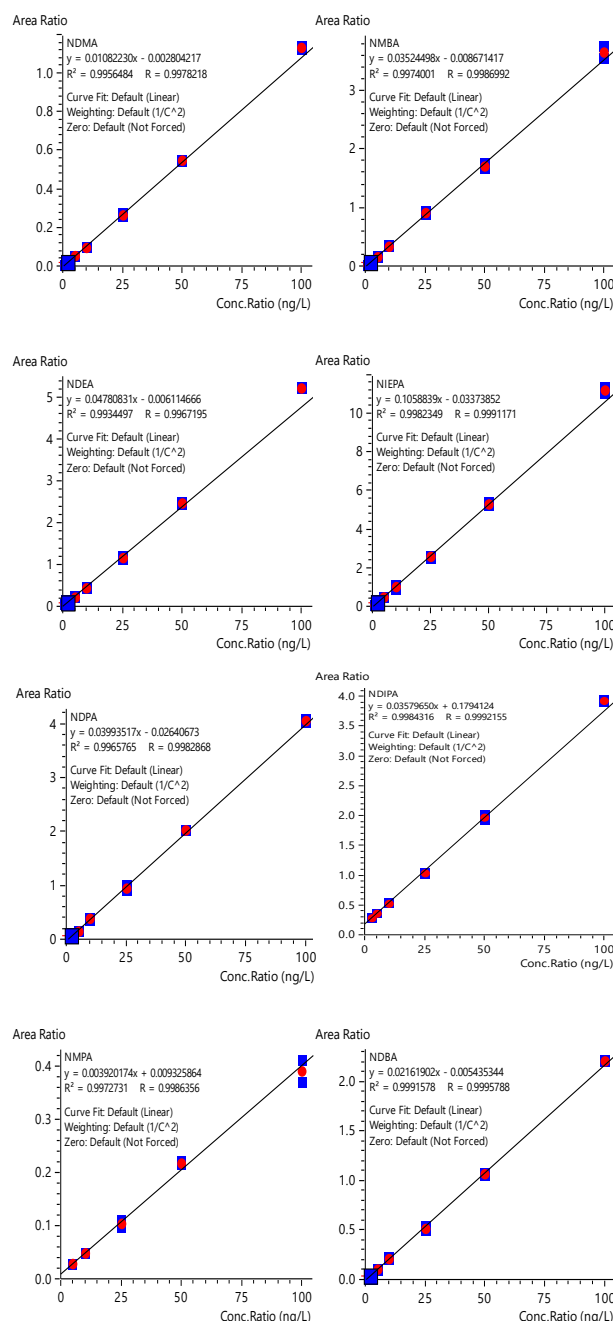 Area Ratio
NDMA
y = 0.01082230x - 0.002804217
R² = 0.9956484 R = 0.9978218
Curve Fit: Default (Linear)
Weighting: Default (1/C^2)
Zero: Default (Not Forced)
1.0
0.8
0.6
0.4
0.2
0.0
0 25 50 75 100
Conc.Ratio (ng/L)
Area Ratio
NMBA
y = 0.03524498x - 0.008671417
R² = 0.9974001 R = 0.9986992
Curve Fit: Default (Linear)
Weighting: Default (1/C^2)
Zero: Default (Not Forced)
3
2
1
0
0 25 50 75 100
Conc.Ratio (ng/L)
Area Ratio
NDEA
y = 0.04780831x - 0.006114666
R² = 0.9934497 R = 0.9967195
Curve Fit: Default (Linear)
Weighting: Default (1/C^2)
Zero: Default (Not Forced)
5
4
3
2
1
0
0 25 50 75 100
Conc.Ratio (ng/L)
Area Ratio
NIEPA
y = 0.1058839x - 0.03373852
R² = 0.9982349 R = 0.9991171
Curve Fit: Default (Linear)
Weighting: Default (1/C^2)
Zero: Default (Not Forced)
10
8
6
4
2
0
0 25 50 75 100
Conc.Ratio (ng/L)
Area Ratio
NDPA
y = 0.03993517x - 0.02640673
R² = 0.9965765 R = 0.9982868
Curve Fit: Default (Linear)
Weighting: Default (1/C^2)
Zero: Default (Not Forced)
4
3
2
1
0
0 25 50 75 100
Conc.Ratio (ng/L)
Area Ratio
NDIPA
y = 0.03579650x + 0.1794124
R² = 0.9984316 R = 0.9992155
Curve Fit: Default (Linear)
Weighting: Default (1/C^2)
Zero: Default (Not Forced)
4.0
3.5
3.0
2.5
2.0
1.5
1.0
0.5
0.0
0 25 50 75 100
Conc.Ratio (ng/L)
Area Ratio
NMPA
y = 0.003920174x + 0.009325864
R² = 0.9972731 R = 0.9986356
Curve Fit: Default (Linear)
Weighting: Default (1/C^2)
Zero: Default (Not Forced)
0.4
0.3
0.2
0.1
0.0
0 25 50 75 100
Conc.Ratio (ng/L)
Area Ratio
NDBA
y = 0.02161902x - 0.005435344
R² = 0.9991578 R = 0.9995788
Curve Fit: Default (Linear)
Weighting: Default (1/C^2)
Zero: Default (Not Forced)
2.0
1.5
1.0
0.5
0.0
0 25 50 75 100
Conc.Ratio (ng/L)